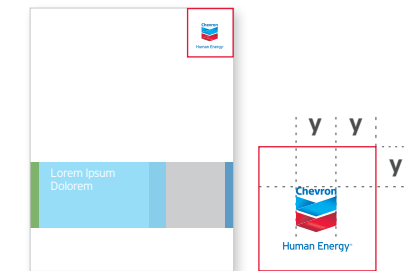 Chevron
Human Energy®
Lorem Ipsum
Dolorem
y y
y
Chevron
Human Energy®